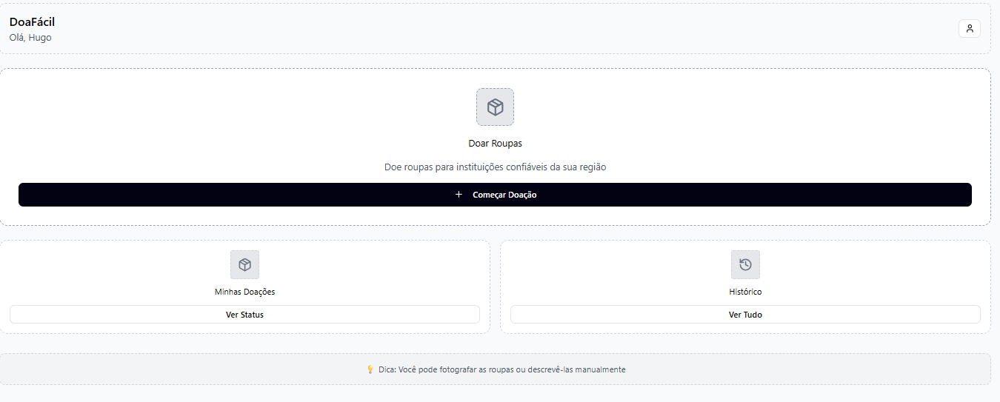 DoaFácil
Olá, Hugo
Doar Roupas
Doe roupas para instituições confiáveis da sua região
+ Começar Doação
Minhas Doações
Ver Status
Histórico
Ver Tudo
💡 Dica: Você pode fotografar as roupas ou descrevê-las manualmente